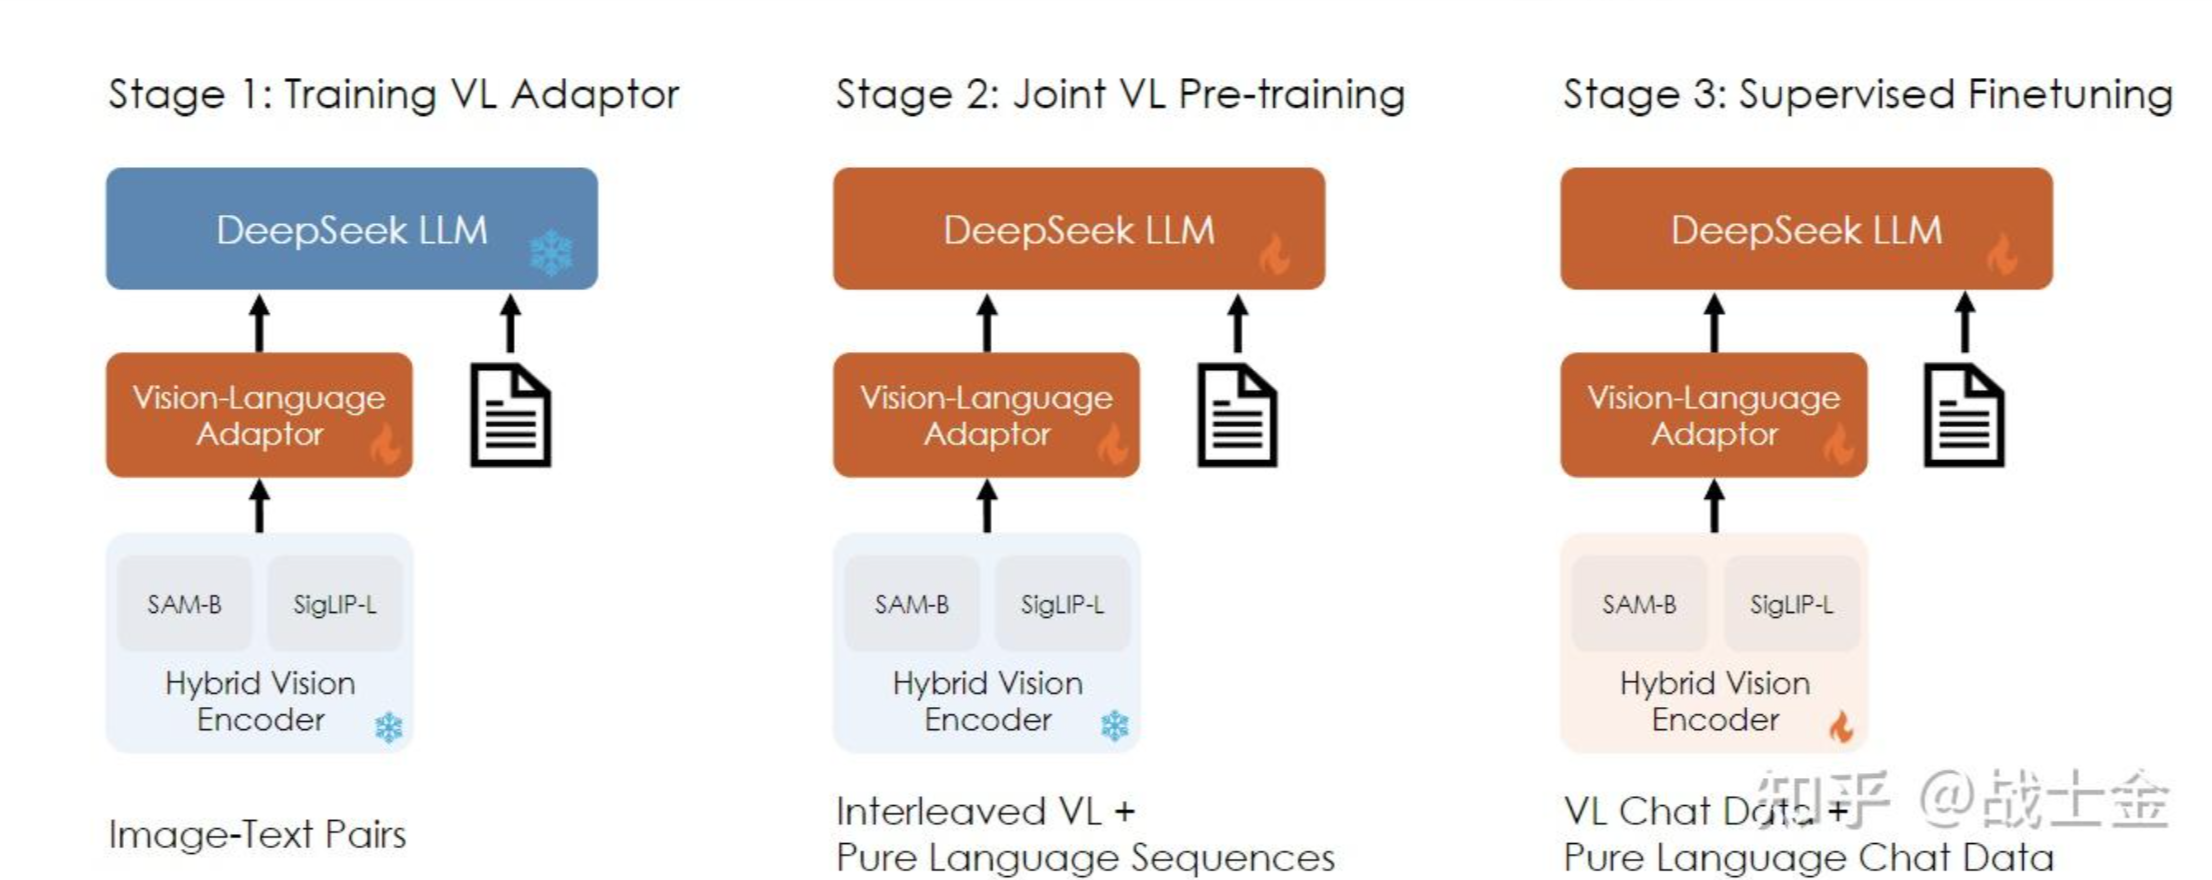 Stage 1: Training VL Adaptor
DeepSeek LLM
Vision-Language
Adaptor
SAM-B
SigLIP-L
Hybrid Vision
Encoder
Image-Text Pairs
Stage 2: Joint VL Pre-training
DeepSeek LLM
Vision-Language
Adaptor
SAM-B
SigLIP-L
Hybrid Vision
Encoder
Interleaved VL +
Pure Language Sequences
Stage 3: Supervised Finetuning
DeepSeek LLM
Vision-Language
Adaptor
SAM-B
SigLIP-L
Hybrid Vision
Encoder
VL Chat Data +
Pure Language Chat Data
知乎 @战士金